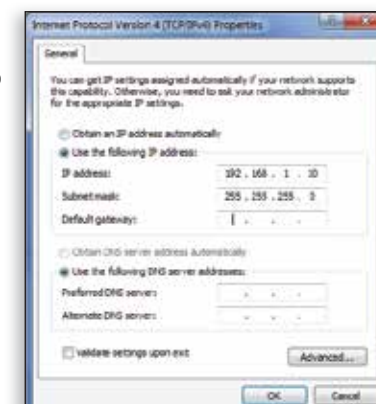 Internet Protocol Version 4 (TCP/IPv4) Properties
General
You can get IP settings assigned automatically if your network supports
this capability. Otherwise, you need to ask your network administrator
for the appropriate IP settings.
Obtain an IP address automatically
Use the following IP address:
IP address: 192 . 168 . 1 . 10
Subnet mask: 255 . 255 . 255 . 0
Default gateway: . . .
Obtain DNS server address automatically
Use the following DNS server addresses:
Preferred DNS server: . . .
Alternate DNS server: . . .
Validate settings upon exit
Advanced...
OK Cancel